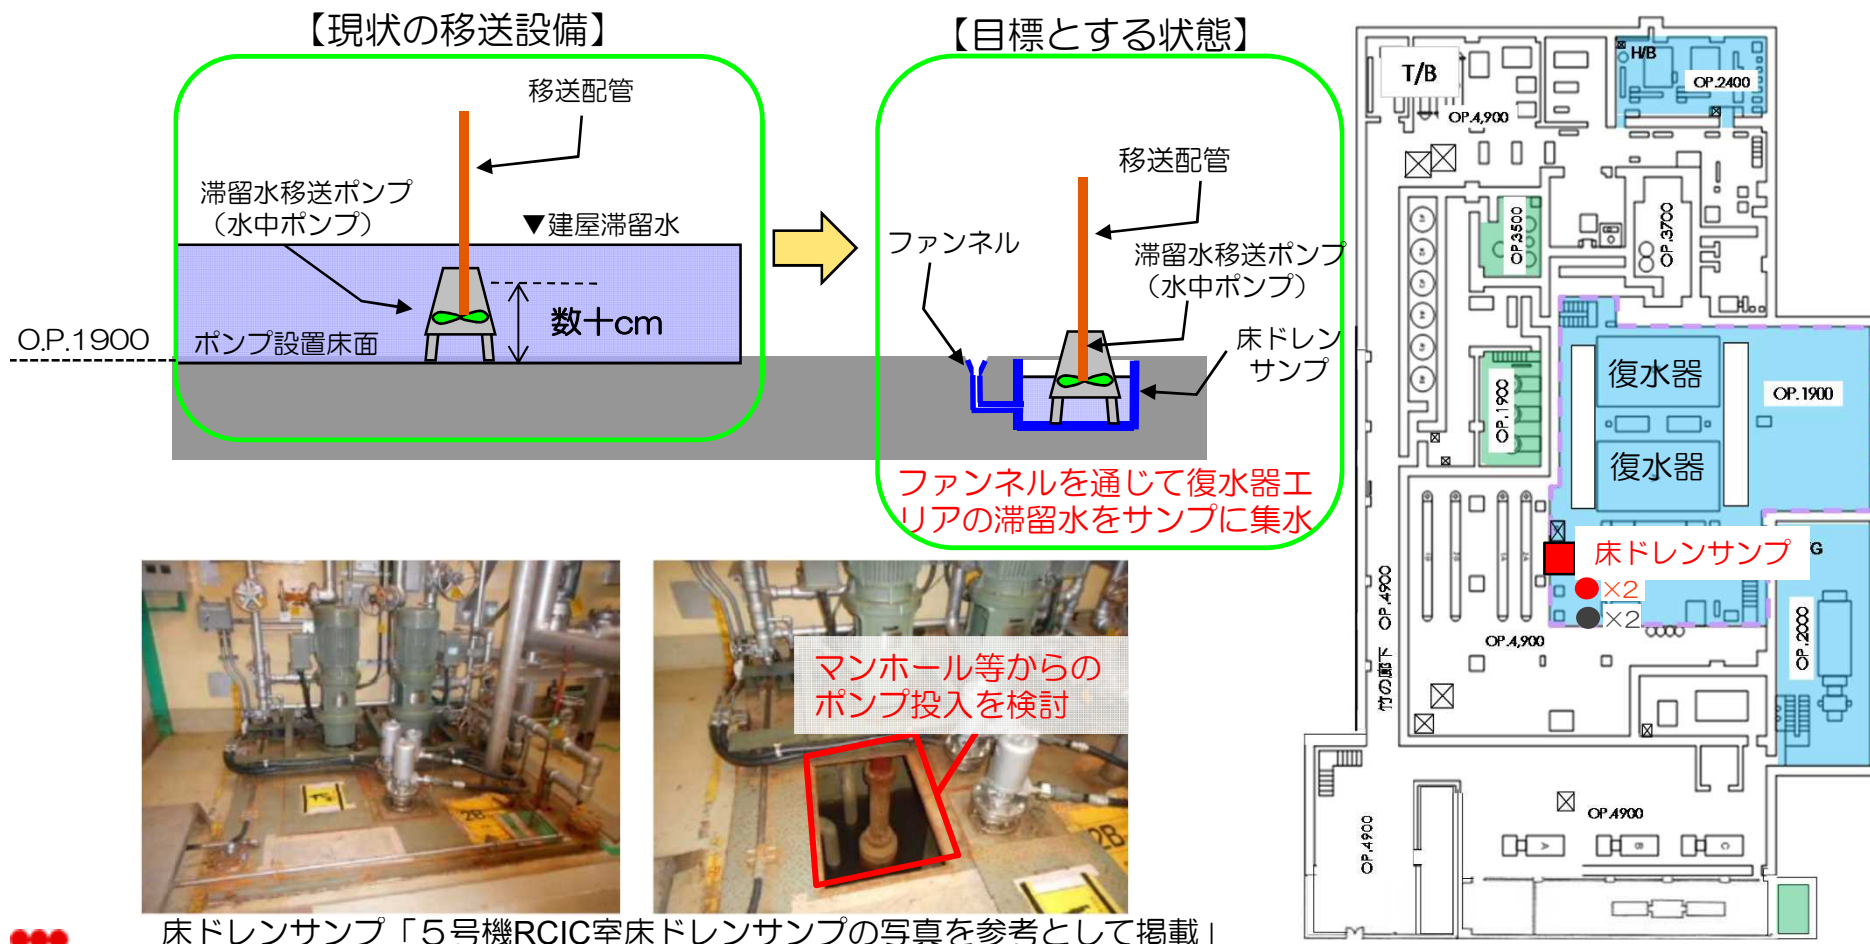 【現状の移送設備】
移送配管
滞留水移送ポンプ
（水中ポンプ）
▼建屋滞留水
数十cm
O.P.1900
ポンプ設置床面
【目標とする状態】
移送配管
ファンネル
滞留水移送ポンプ
（水中ポンプ）
床ドレン
サンプ
ファンネルを通じて復水器エ
リアの滞留水をサンプに集水
マンホール等からの
ポンプ投入を検討
2B
2B
床ドレンサンプ「５号機RCIC室床ドレンサンプの写真を参考として掲載」
T/B
H/B
OP.2400
OP.4,900
OP.3500
OP.3700
復水器
OP.1900
OP.1900
復水器
床ドレンサンプ
/G
×2
×2
OP.4,900
OP.2000
竹の廊下 OP.4900
OP.4900
OP.4900
A
B
C